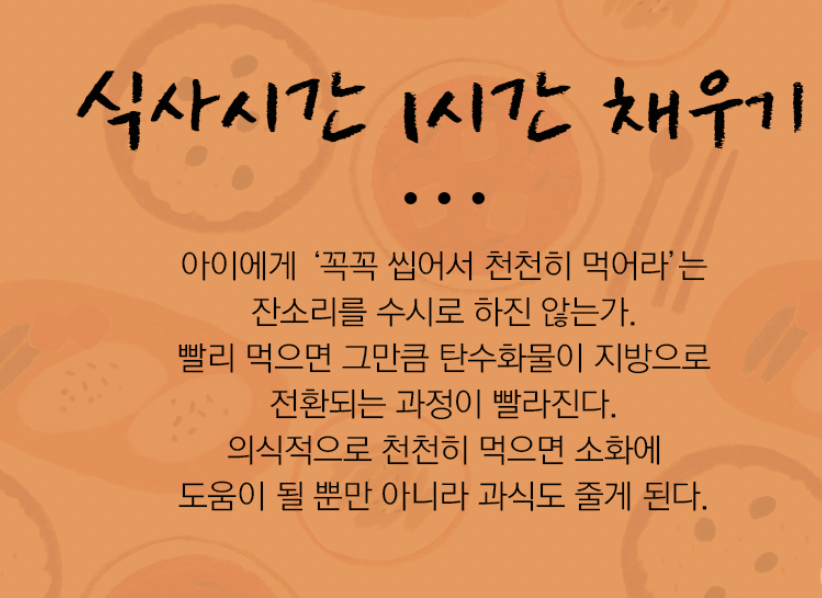 식사시간 1시간 채우기
• • •
아이에게 ‘꼭꼭 씹어서 천천히 먹어라’는
잔소리를 수시로 하진 않는가.
빨리 먹으면 그만큼 탄수화물이 지방으로
전환되는 과정이 빨라진다.
의식적으로 천천히 먹으면 소화에
도움이 될 뿐만 아니라 과식도 줄게 된다.